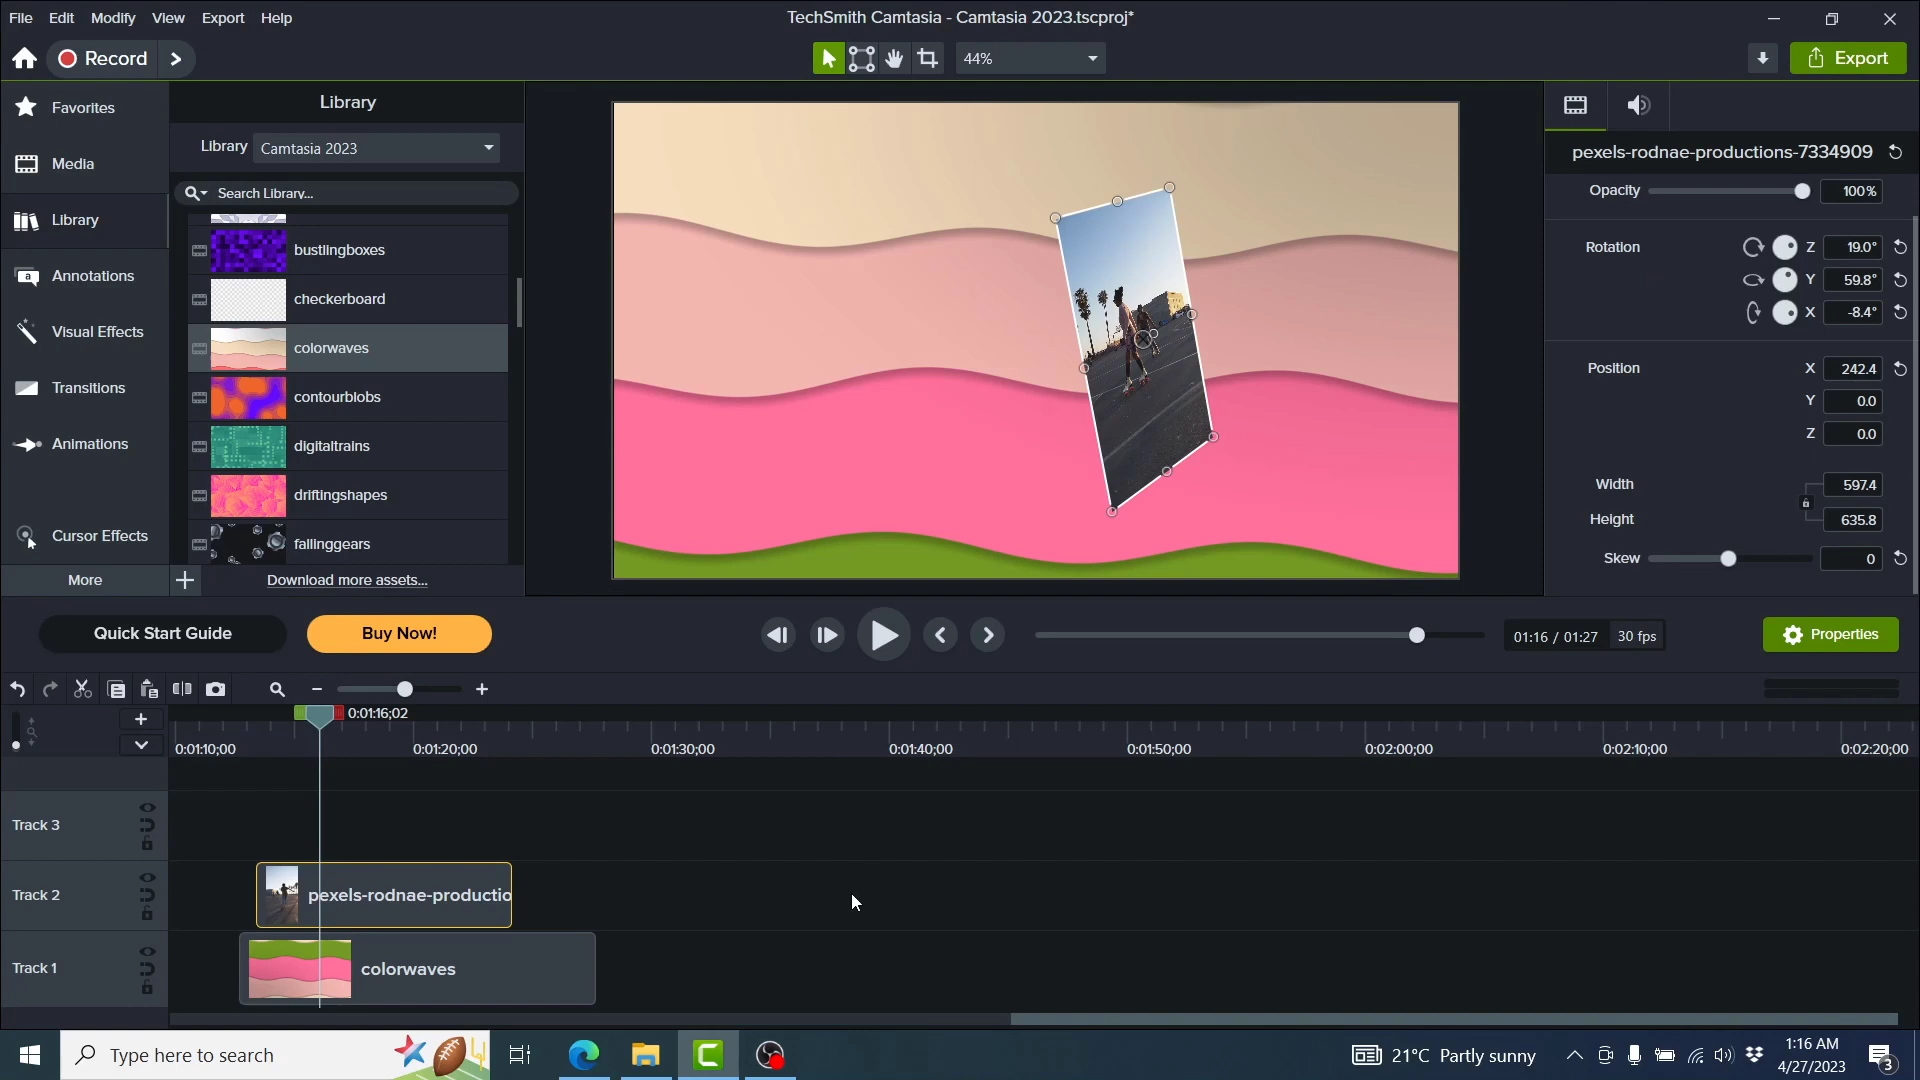 File Edit Modify View Export Help
TechSmith Camtasia - Camtasia 2023.tscproj*
Record
44%
Export
Favorites
Media
Library
Annotations
Visual Effects
Transitions
Animations
Cursor Effects
More
Library
Library Camtasia 2023
Search Library...
bustlingboxes
checkerboard
colorwaves
contourblobs
digitaltrains
driftingshapes
fallinggears
Download more assets...
pexels-rodnae-productions-7334909
Opacity 100%
Rotation Z 19.0°
Y 59.8°
X -8.4°
Position X 242.4
Y 0.0
Z 0.0
Width 597.4
Height 635.8
Skew 0
Quick Start Guide
Buy Now!
01:16 / 01:27 30 fps
Properties
0:01:16;02
0:01:10;00 0:01:20;00 0:01:30;00 0:01:40;00 0:01:50;00 0:02:00;00 0:02:10;00 0:02:20;00
Track 3
Track 2
pexels-rodnae-productio
Track 1
colorwaves
Type here to search
21°C Partly sunny
1:16 AM
4/27/2023
3